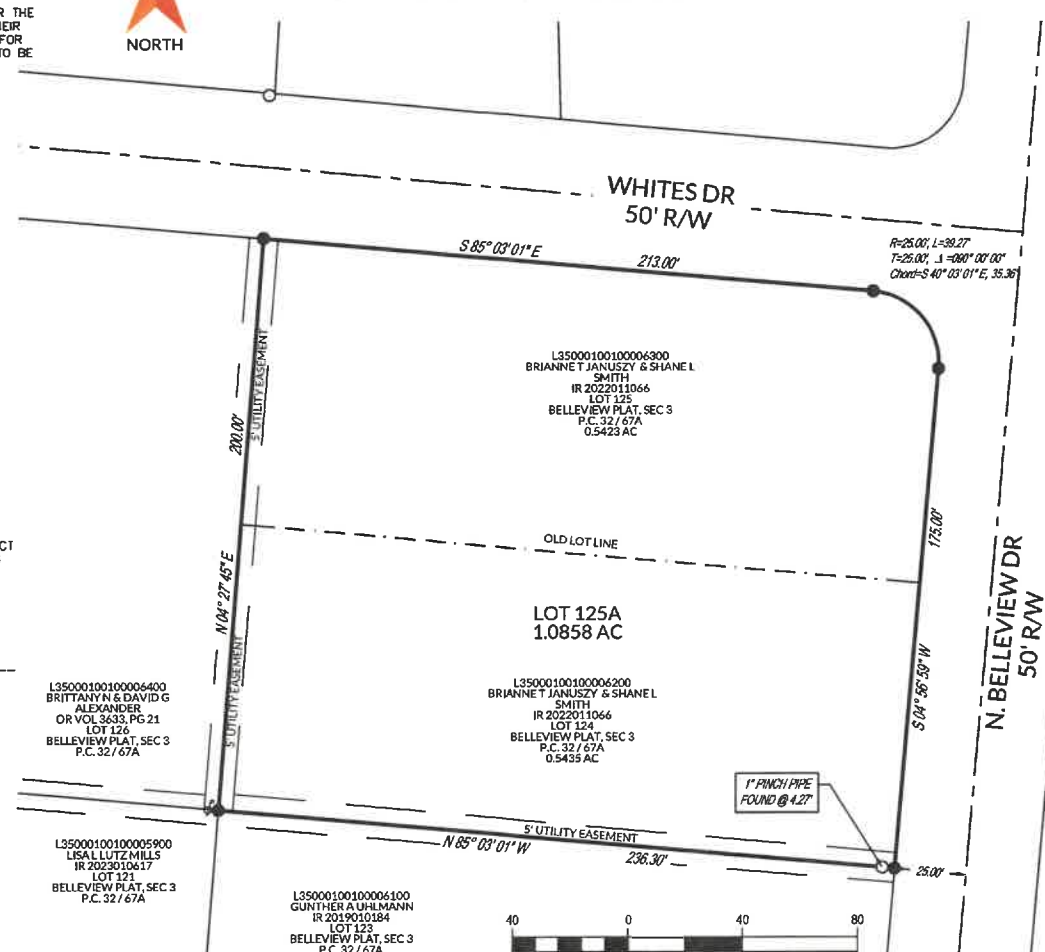 R THE
EIR
FOR
TO BE
NORTH
WHITES DR
50' R/W
S 85° 03' 01" E
213.00'
R=25.00', L=39.27'
T=25.00', Δ =090° 00' 00"
Chord=S 40° 03' 01" E, 35.36'
L35000100100006300
BRIANNE T JANUSZY & SHANE L
SMITH
IR 2022011066
LOT 125
BELLEVIEW PLAT, SEC 3
P.C. 32 / 67A
0.5423 AC
5' UTILITY EASEMENT
200.00'
N 04° 27' 45" E
5' UTILITY EASEMENT
CT
OLD LOT LINE
175.00'
S 04° 56' 59" W
N. BELLEVIEW DR
50' R/W
LOT 125A
1.0858 AC
L35000100100006200
BRIANNE T JANUSZY & SHANE L
SMITH
IR 2022011066
LOT 124
BELLEVIEW PLAT, SEC 3
P.C. 32 / 67A
0.5435 AC
L35000100100006400
BRITTANY N & DAVID G
ALEXANDER
OR VOL 3633, PG 21
LOT 126
BELLEVIEW PLAT, SEC 3
P.C. 32 / 67A
1" PINCH PIPE
FOUND @ 4.27'
5' UTILITY EASEMENT
N 85° 03' 01" W
236.30'
25.00'
L35000100100005900
LISA L LUTZ MILLS
IR 2023010617
LOT 121
BELLEVIEW PLAT, SEC 3
P.C. 32 / 67A
L35000100100006100
GUNTHER A UHLMANN
IR 2019010184
LOT 123
BELLEVIEW PLAT, SEC 3
P.C. 32 / 67A
40 0 40 80